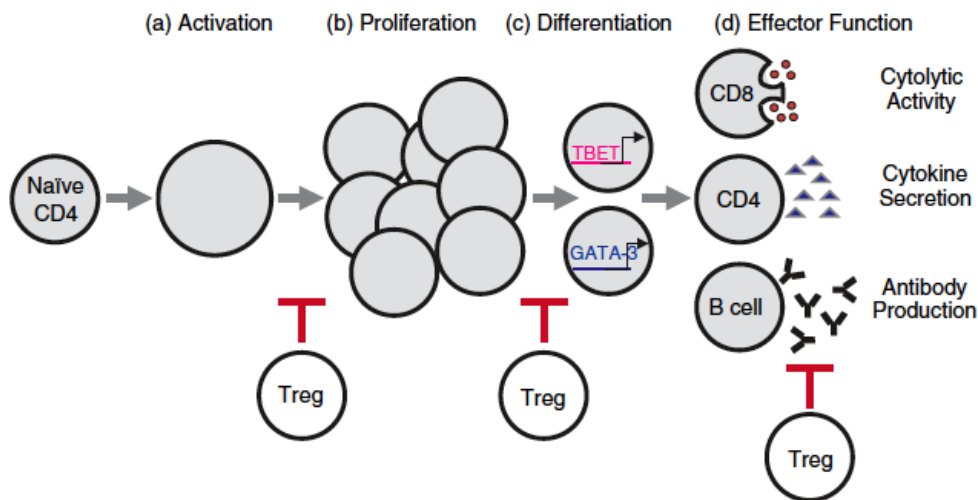 (a) Activation
(b) Proliferation
(c) Differentiation
(d) Effector Function
Naïve
CD4
TBET
GATA-3
CD8
Cytolytic
Activity
CD4
Cytokine
Secretion
B cell
Antibody
Production
Treg
Treg
Treg